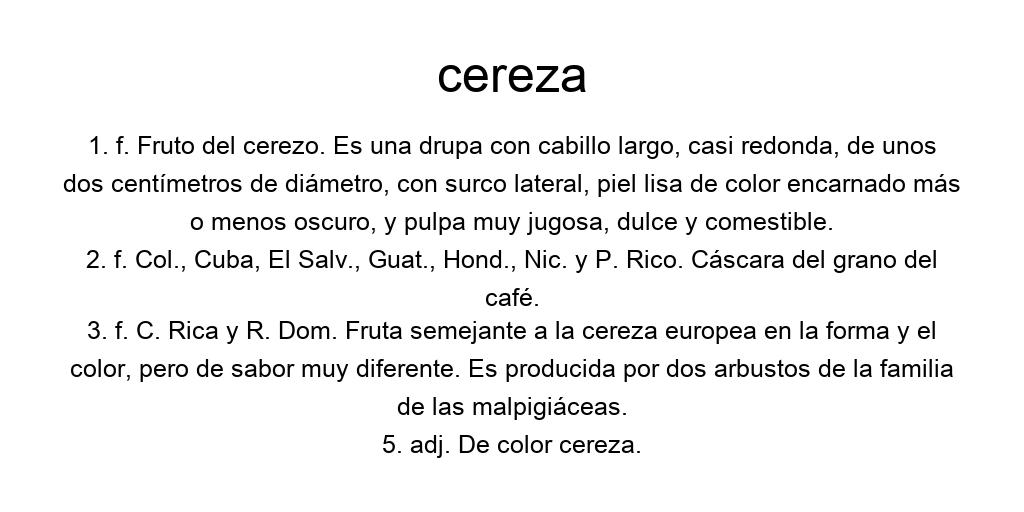 cereza
1. f. Fruto del cerezo. Es una drupa con cabillo largo, casi redonda, de unos
dos centímetros de diámetro, con surco lateral, piel lisa de color encarnado más
o menos oscuro, y pulpa muy jugosa, dulce y comestible.
2. f. Col., Cuba, El Salv., Guat., Hond., Nic. y P. Rico. Cáscara del grano del
café.
3. f. C. Rica y R. Dom. Fruta semejante a la cereza europea en la forma y el
color, pero de sabor muy diferente. Es producida por dos arbustos de la familia
de las malpigiáceas.
5. adj. De color cereza.